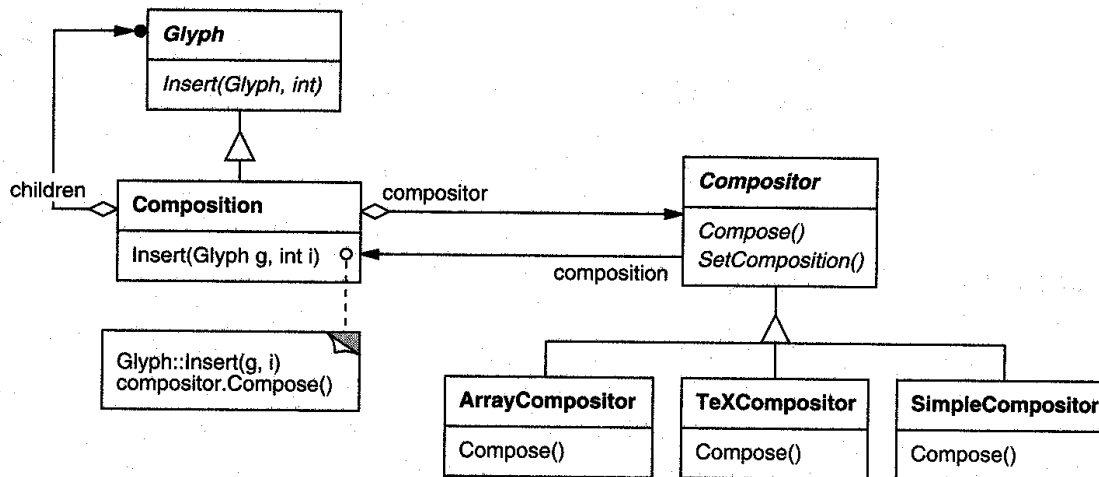 Glyph
Insert(Glyph, int)
children
Composition
Insert(Glyph g, int i)
compositor
composition
Compositor
Compose()
SetComposition()
Glyph::Insert(g, i)
compositor.Compose()
ArrayCompositor
Compose()
TeXCompositor
Compose()
SimpleCompositor
Compose()